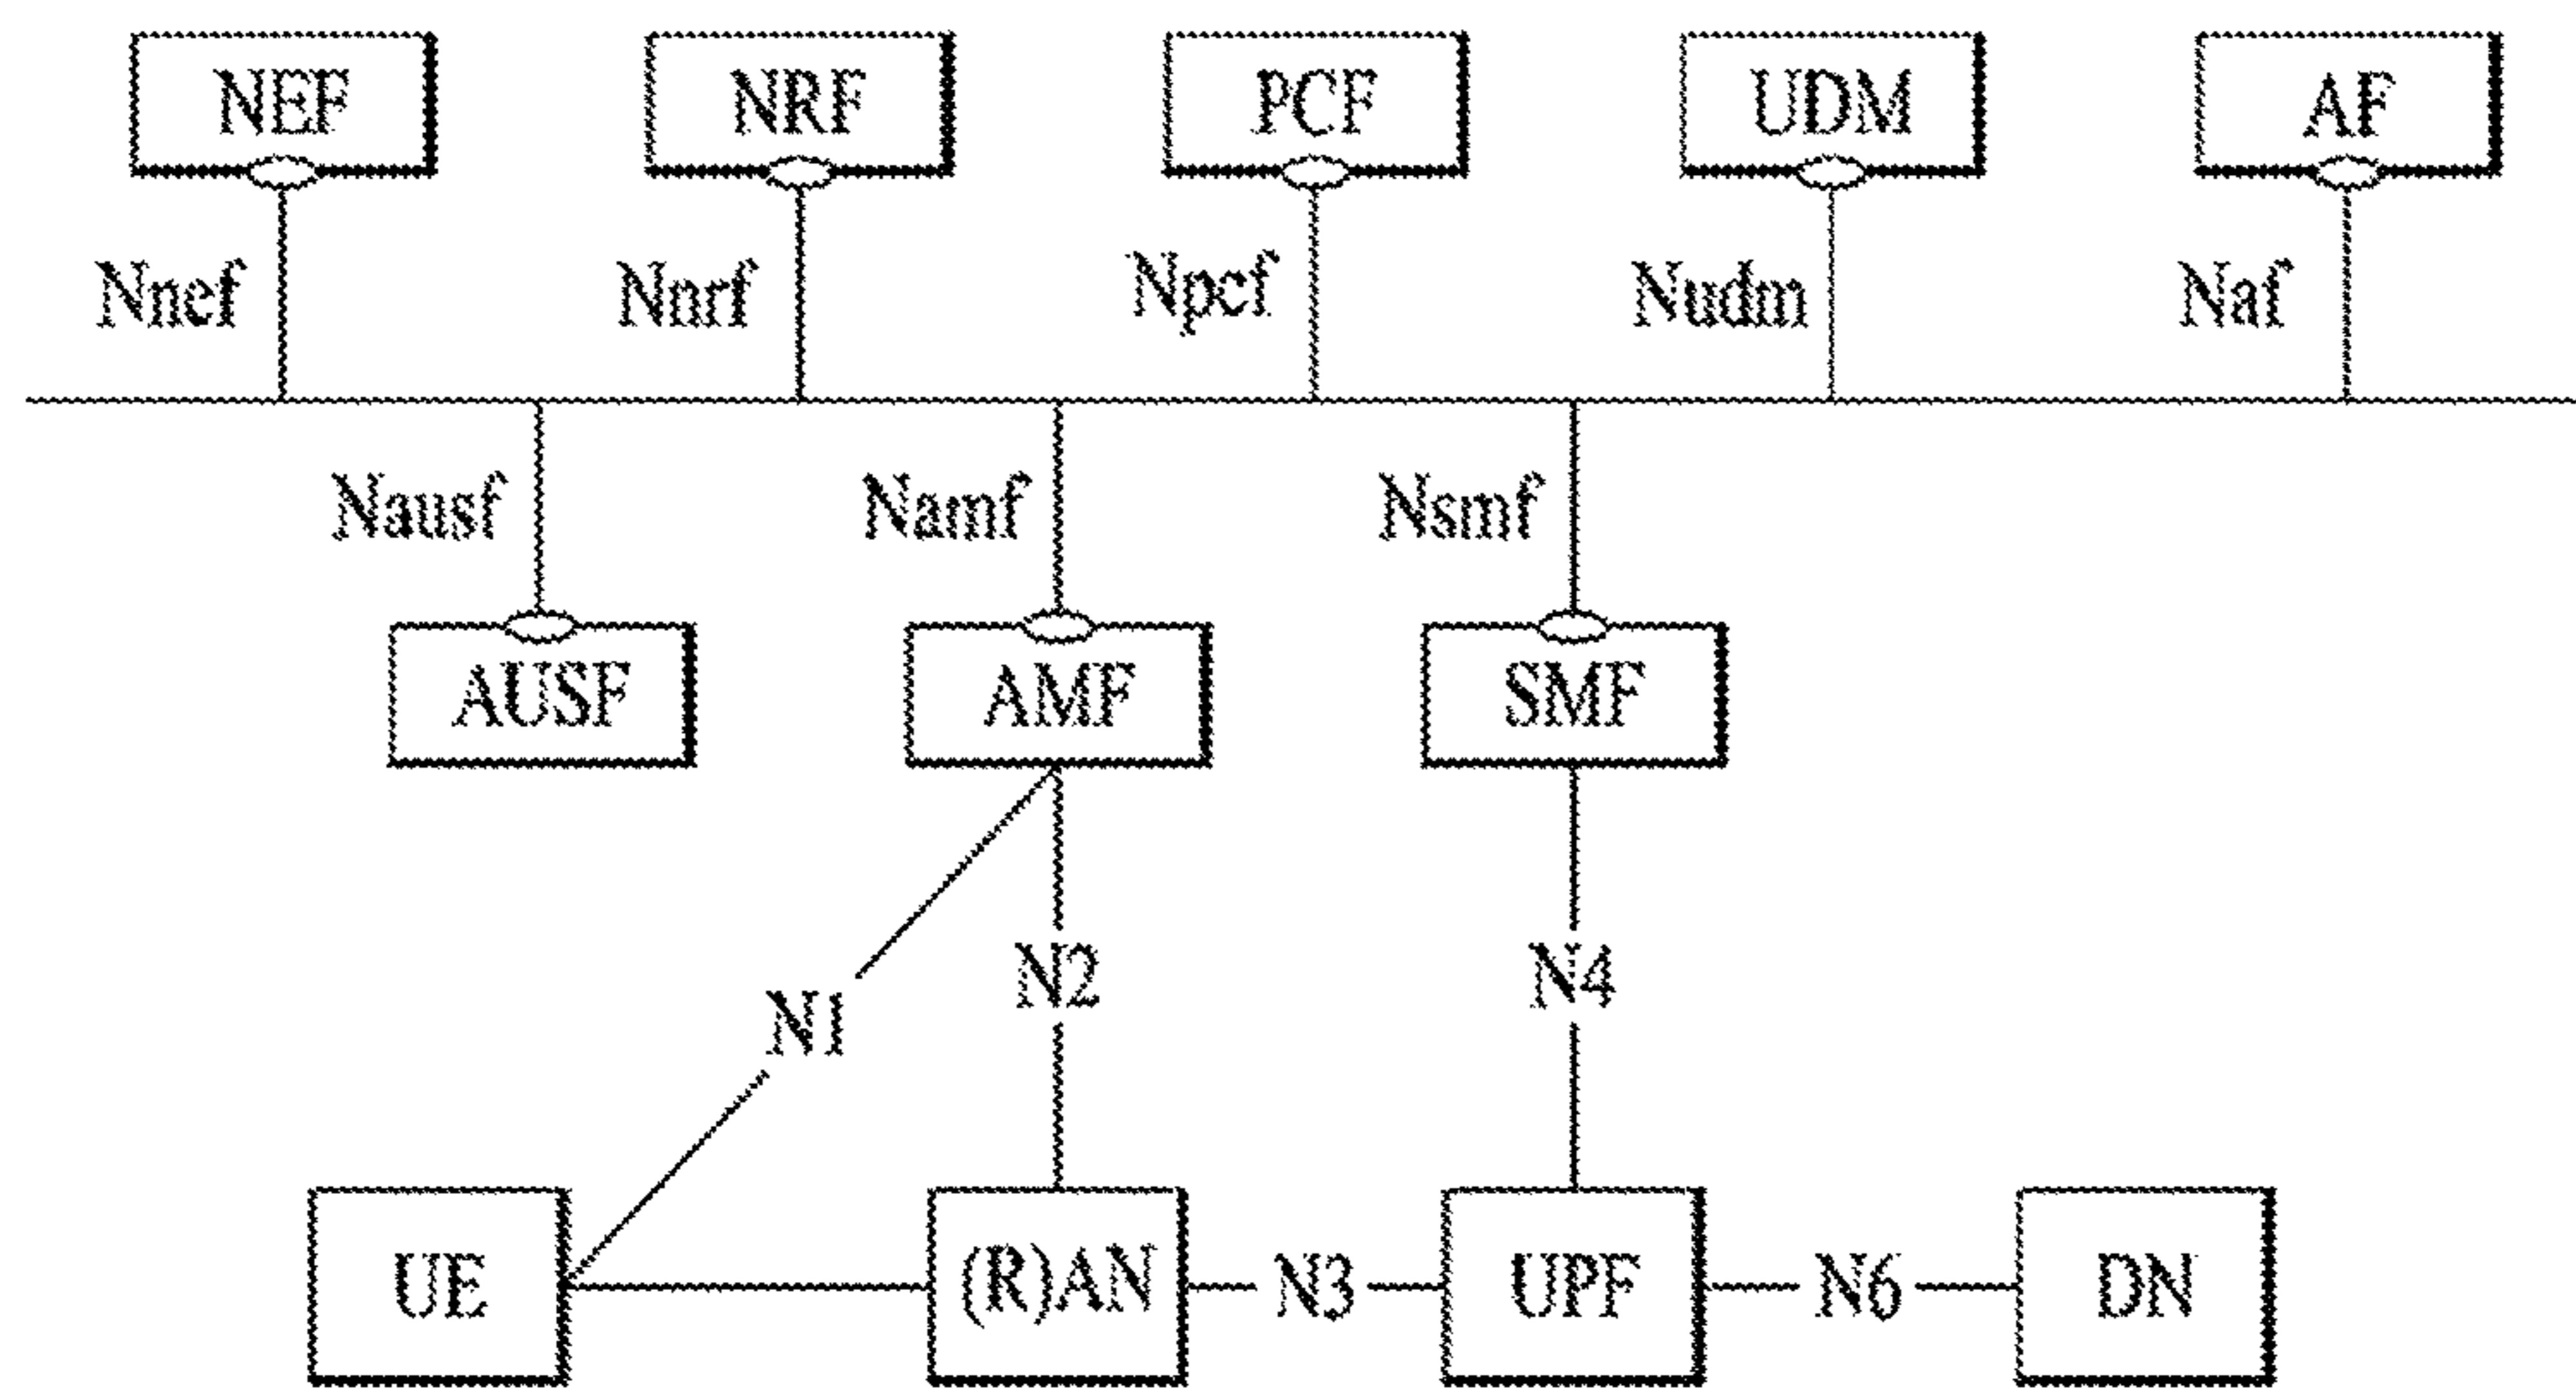 NEF NRF PCF UDM AF
Nnef Nnrf Npcf Nudm Naf
Nausf Namf Nsmf
AUSF AMF SMF
N1 N2 N4
UE (R)AN N3 UPF N6 DN